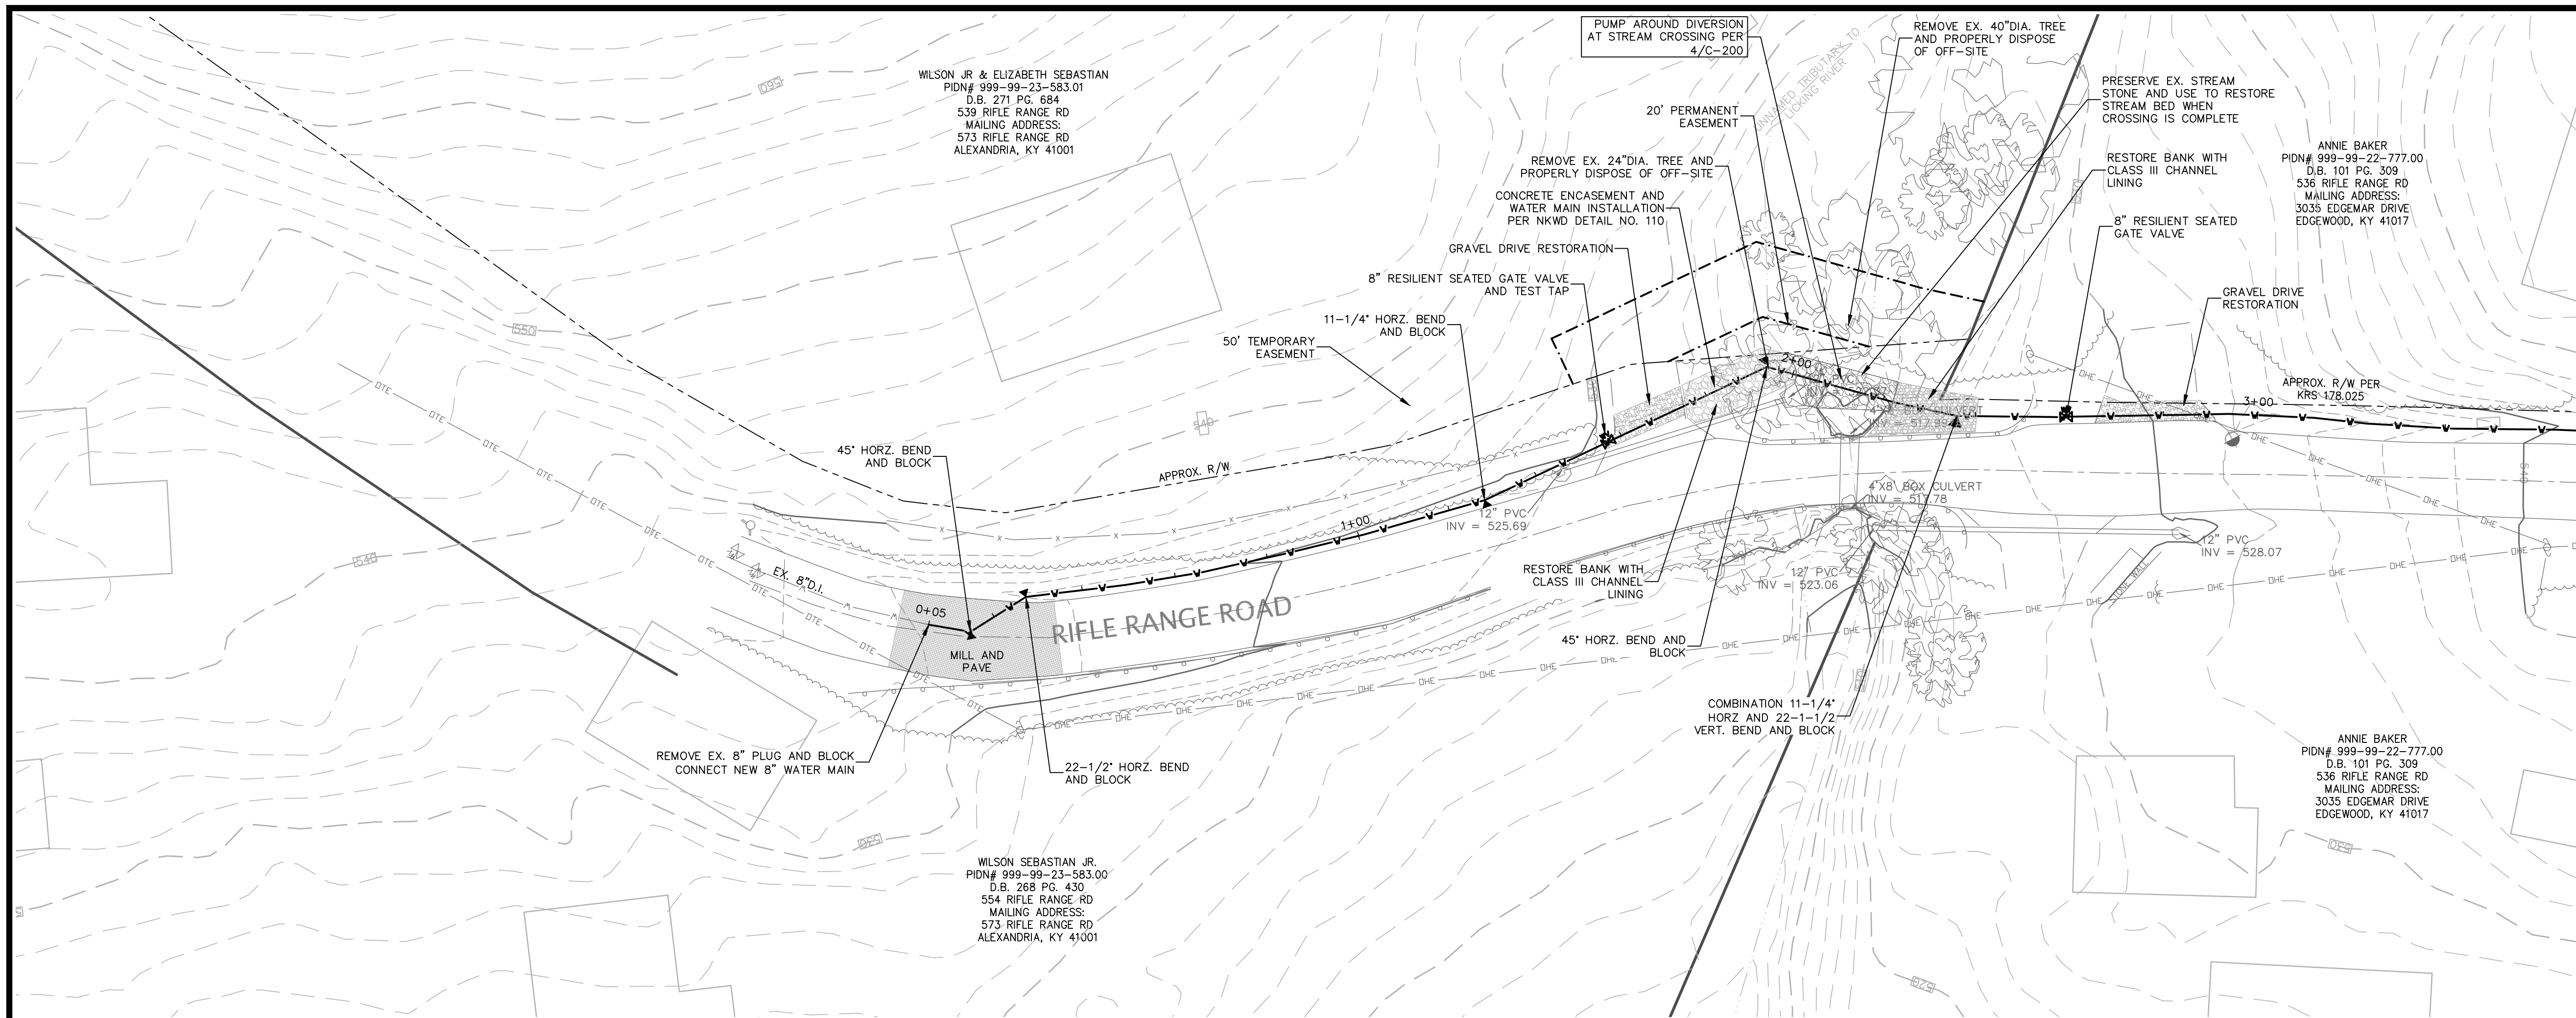 PUMP AROUND DIVERSION
AT STREAM CROSSING PER
4/C-200
REMOVE EX. 40"DIA. TREE
AND PROPERLY DISPOSE
OF OFF-SITE
UNNAMED TRIBUTARY TO
LICKING RIVER
WILSON JR & ELIZABETH SEBASTIAN
PIDN# 999-99-23-583.01
D.B. 271 PG. 684
539 RIFLE RANGE RD
MAILING ADDRESS:
573 RIFLE RANGE RD
ALEXANDRIA, KY 41001
560
PRESERVE EX. STREAM
STONE AND USE TO RESTORE
STREAM BED WHEN
CROSSING IS COMPLETE
20' PERMANENT
EASEMENT
ANNIE BAKER
PIDN# 999-99-22-777.00
D.B. 101 PG. 309
536 RIFLE RANGE RD
MAILING ADDRESS:
3035 EDGEMAR DRIVE
EDGEWOOD, KY 41017
REMOVE EX. 24"DIA. TREE AND
PROPERLY DISPOSE OF OFF-SITE
RESTORE BANK WITH
CLASS III CHANNEL
LINING
CONCRETE ENCASEMENT AND
WATER MAIN INSTALLATION
PER NKWD DETAIL NO. 110
8" RESILIENT SEATED
GATE VALVE
GRAVEL DRIVE RESTORATION
8" RESILIENT SEATED GATE VALVE
AND TEST TAP
GRAVEL DRIVE
RESTORATION
11-1/4° HORZ. BEND
AND BLOCK
550
50' TEMPORARY
EASEMENT
2+00
APPROX. R/W PER
KRS 178.025
3+00
540
45° HORZ. BEND
AND BLOCK
APPROX. R/W
1+00
12" PVC
INV = 525.69
4'X8' BOX CULVERT
INV = 517.78
540
540
12" PVC
INV = 528.07
EX. 8"D.I.
STONE WALL
RESTORE BANK WITH
CLASS III CHANNEL
LINING
12" PVC
INV = 523.06
0+05
RIFLE RANGE ROAD
MILL AND
PAVE
45° HORZ. BEND AND
BLOCK
COMBINATION 11-1/4°
HORZ AND 22-1-1/2
VERT. BEND AND BLOCK
REMOVE EX. 8" PLUG AND BLOCK
CONNECT NEW 8" WATER MAIN
22-1/2° HORZ. BEND
AND BLOCK
ANNIE BAKER
PIDN# 999-99-22-777.00
D.B. 101 PG. 309
536 RIFLE RANGE RD
MAILING ADDRESS:
3035 EDGEMAR DRIVE
EDGEWOOD, KY 41017
530
530
WILSON SEBASTIAN JR.
PIDN# 999-99-23-583.00
D.B. 268 PG. 430
554 RIFLE RANGE RD
MAILING ADDRESS:
573 RIFLE RANGE RD
ALEXANDRIA, KY 41001
520